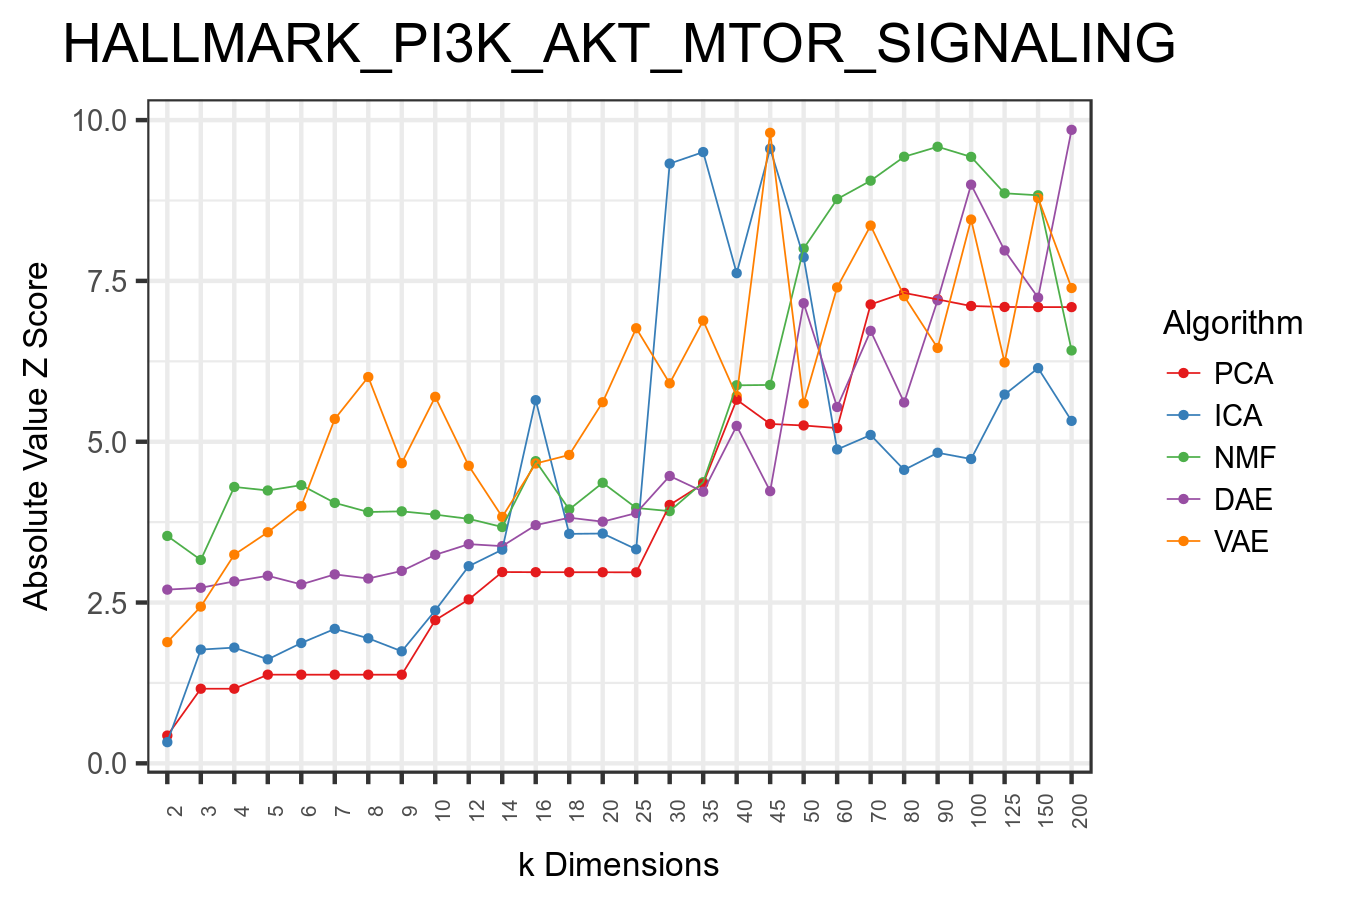 HALLMARK_PI3K_AKT_MTOR_SIGNALING
Absolute Value Z Score
10.0
7.5
5.0
2.5
0.0
2 3 4 5 6 7 8 9 10 12 14 16 18 20 25 30 35 40 45 50 60 70 80 90 100 125 150 200
k Dimensions
Algorithm
PCA
ICA
NMF
DAE
VAE